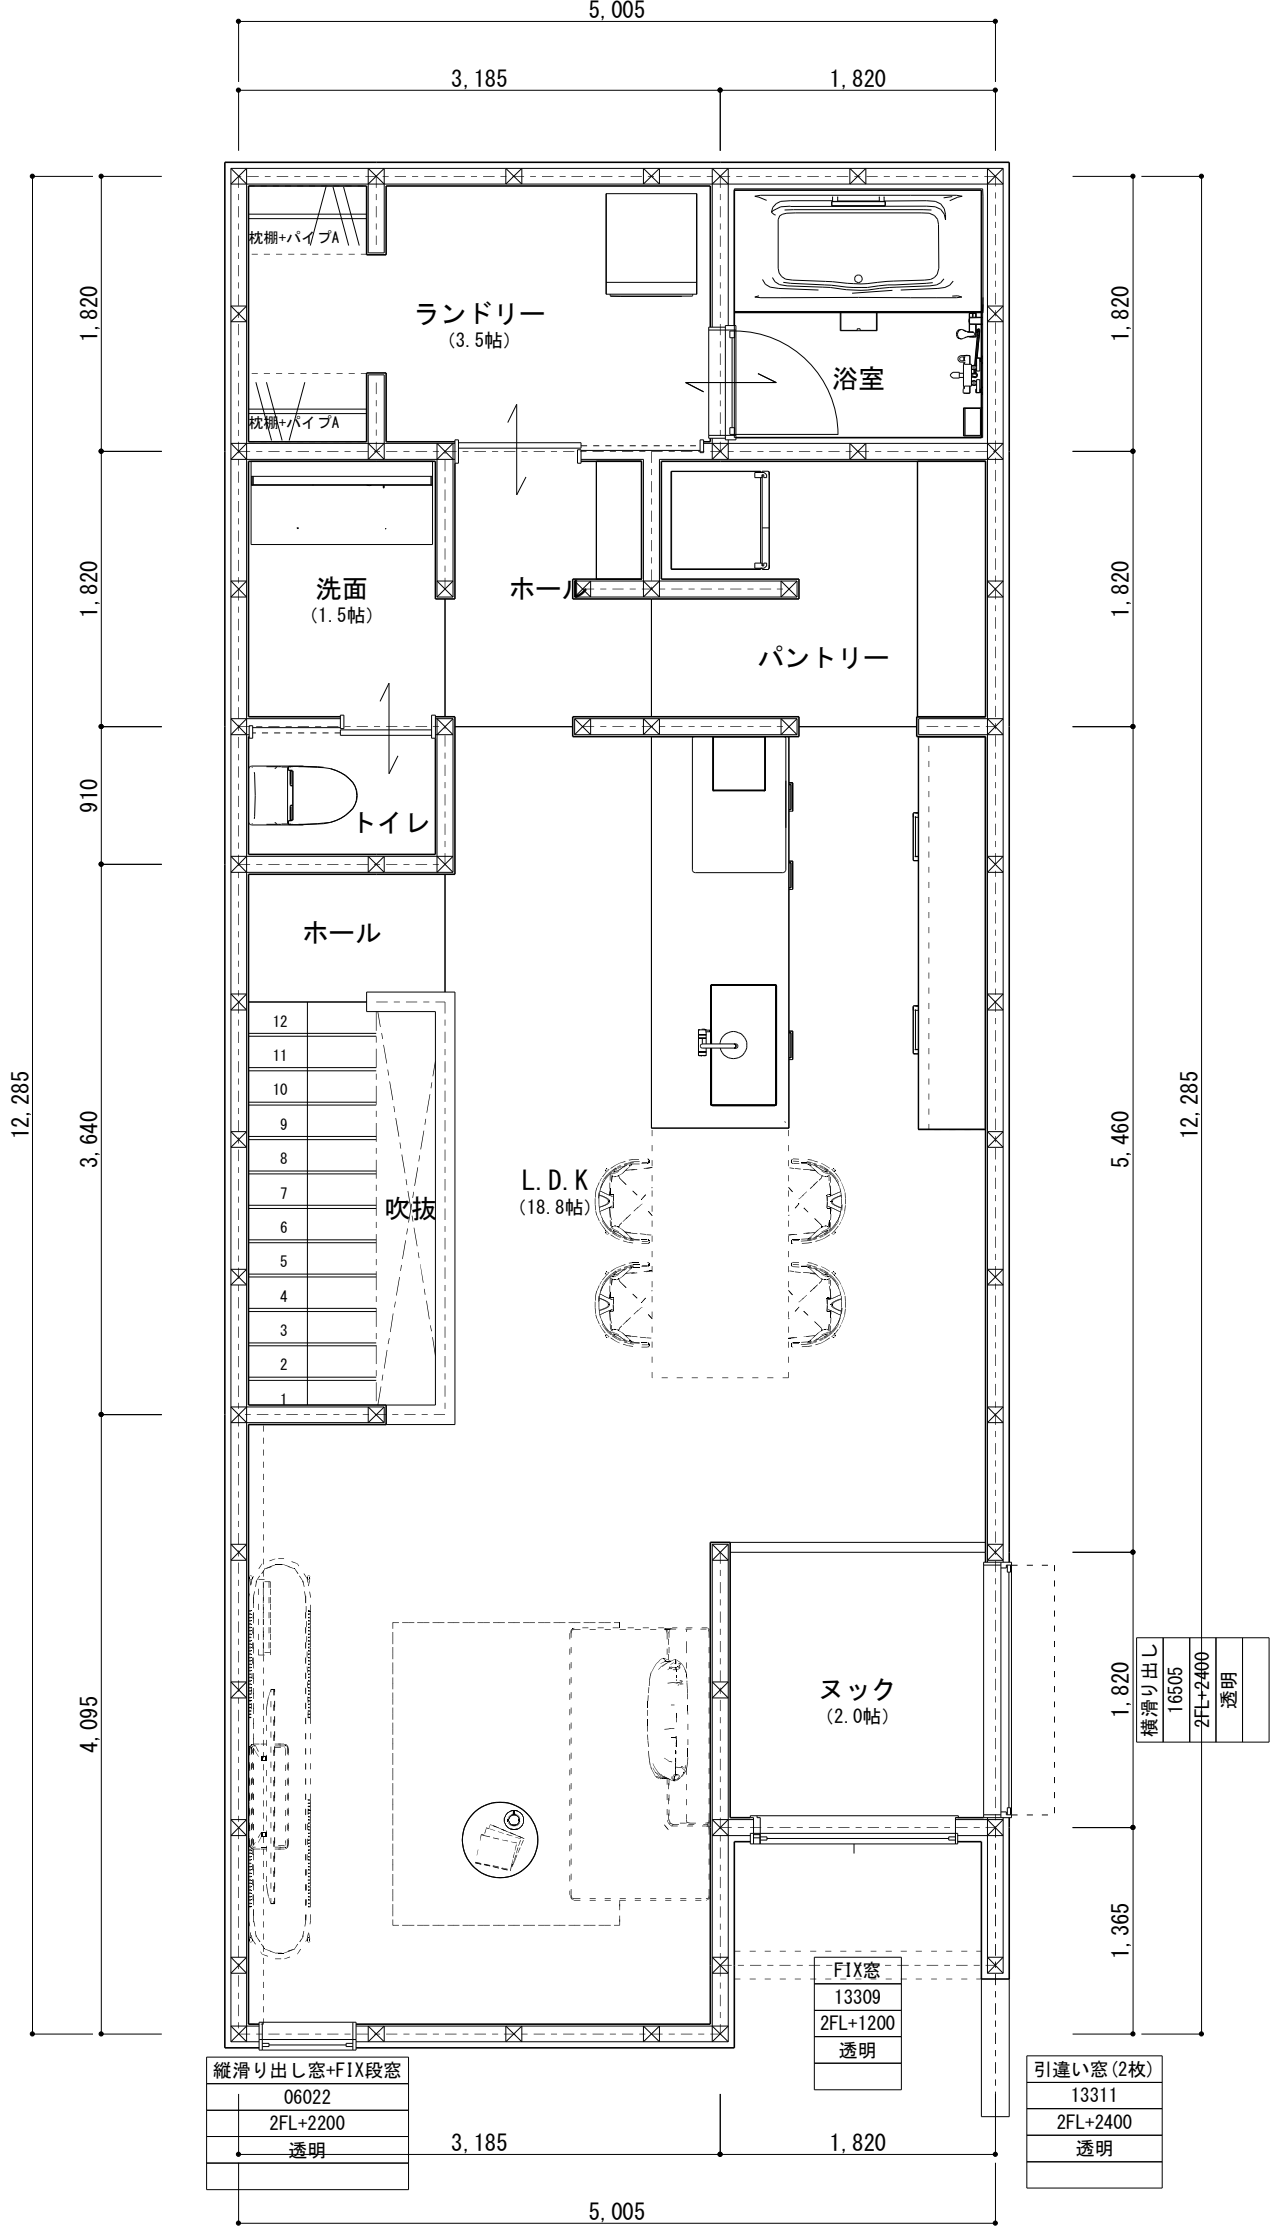 5,005
3,185
1,820
枕棚+パイプA
ランドリー
(3.5帖)
浴室
枕棚+パイプA
1,820
1,820
洗面
(1.5帖)
ホール
パントリー
1,820
1,820
910
トイレ
ホール
12
11
10
9
8
7
6
5
4
3
2
1
吹抜
L.D.K
(18.8帖)
12,285
3,640
5,460
12,285
ヌック
(2.0帖)
4,095
1,820
横滑り出し
16505
2FL+2400
透明
1,365
FIX窓
13309
2FL+1200
透明
縦滑り出し窓+FIX段窓
06022
2FL+2200
透明
引違い窓(2枚)
13311
2FL+2400
透明
3,185
1,820
5,005